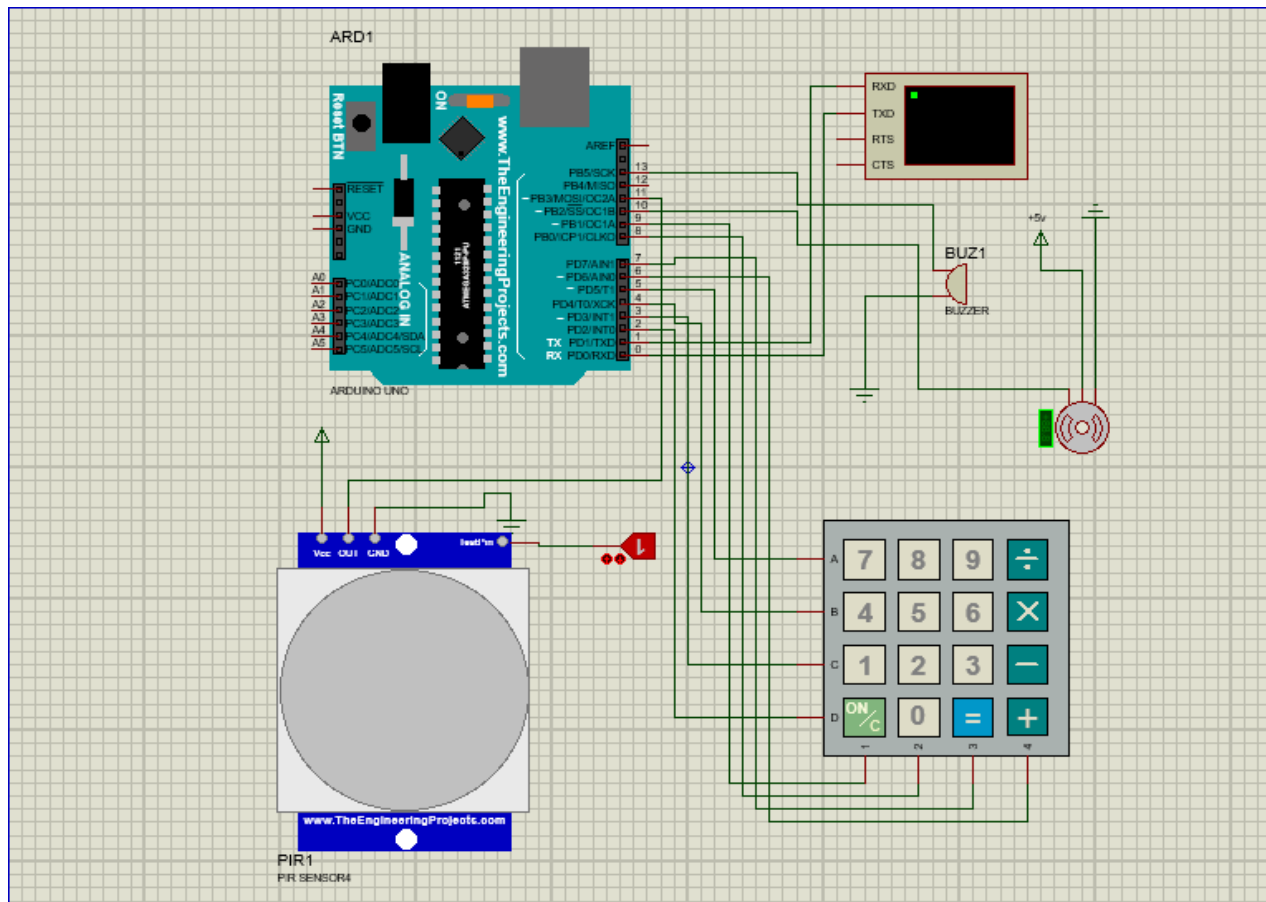 ARD1
Reset BTN
ON
www.TheEngineeringProjects.com
RESET
VCC
GND
AREF
PB5/SCK 13
PB4/MISO 12
PB3/MOSI/OC2A 11
PB2/SS/OC1B 10
PB1/OC1A 9
PB0/ICP1/CLKO 8
PD7/AIN1 7
PD6/AIN0 6
PD5/T1 5
PD4/T0/XCK 4
PD3/INT1 3
PD2/INT0 2
TX PD1/TXD 1
RX PD0/RXD 0
A0 PC0/ADC0
A1 PC1/ADC1
A2 PC2/ADC2
A3 PC3/ADC3
A4 PC4/ADC4/SDA
A5 PC5/ADC5/SCL
ANALOG IN
ARDUINO UNO
RXD
TXD
RTS
CTS
+5v
BUZ1
BUZZER
Vcc OUT GND
1
www.TheEngineeringProjects.com
PIR1
PIR SENSOR4
A 7 8 9 ÷
B 4 5 6 ×
C 1 2 3 −
D ON/C 0 = +
1 2 3 4